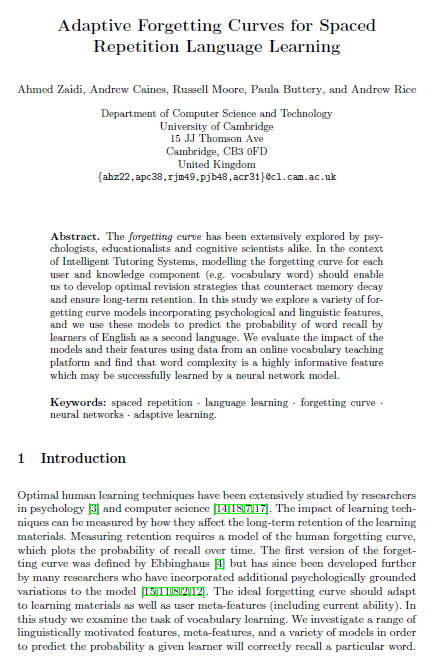 Adaptive Forgetting Curves for Spaced
Repetition Language Learning
Ahmed Zaidi, Andrew Caines, Russell Moore, Paula Buttery, and Andrew Rice
Department of Computer Science and Technology
University of Cambridge
15 JJ Thomson Ave
Cambridge, CB3 0FD
United Kingdom
{ahz22,apc38,rjm49,pjb48,acr31}@cl.cam.ac.uk
Abstract. The forgetting curve has been extensively explored by psy-
chologists, educationalists and cognitive scientists alike. In the context
of Intelligent Tutoring Systems, modelling the forgetting curve for each
user and knowledge component (e.g. vocabulary word) should enable
us to develop optimal revision strategies that counteract memory decay
and ensure long-term retention. In this study we explore a variety of for-
getting curve models incorporating psychological and linguistic features,
and we use these models to predict the probability of word recall by
learners of English as a second language. We evaluate the impact of the
models and their features using data from an online vocabulary teaching
platform and find that word complexity is a highly informative feature
which may be successfully learned by a neural network model.
Keywords: spaced repetition · language learning · forgetting curve ·
neural networks · adaptive learning.
1 Introduction
Optimal human learning techniques have been extensively studied by researchers
in psychology [3] and computer science [14,18,7,17]. The impact of learning tech-
niques can be measured by how they affect the long-term retention of the learning
materials. Measuring retention requires a model of the human forgetting curve,
which plots the probability of recall over time. The first version of the forget-
ting curve was defined by Ebbinghaus [4] but has since been developed further
by many researchers who have incorporated additional psychologically grounded
variations to the model [15,11,8,2,12]. The ideal forgetting curve should adapt
to learning materials as well as user meta-features (including current ability). In
this study we examine the task of vocabulary learning. We investigate a range of
linguistically motivated features, meta-features, and a variety of models in order
to predict the probability a given learner will correctly recall a particular word.